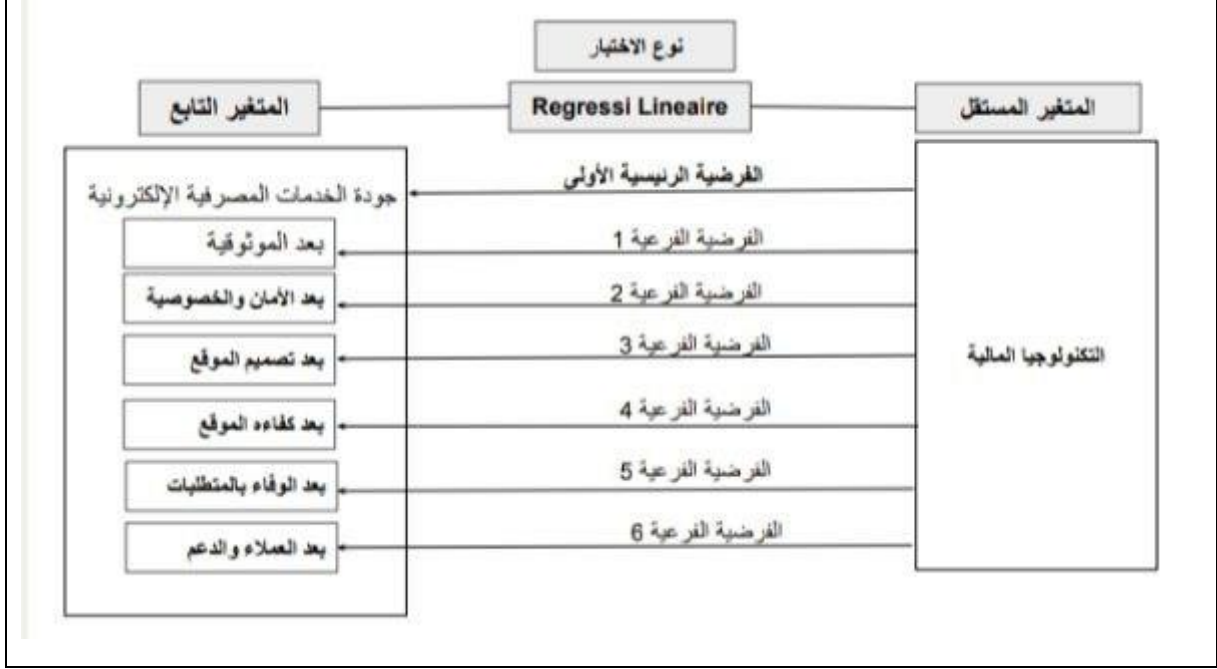 نوع الاختبار
المتغير المستقل
Regressi Lineaire
المتغير التابع
الفرضية الرئيسية الأولى
جودة الخدمات المصرفية الإلكترونية
الفرضية الفرعية 1
بعد الموثوقية
الفرضية الفرعية 2
بعد الأمان والخصوصية
الفرضية الفرعية 3
بعد تصميم الموقع
التكنولوجيا المالية
الفرضية الفرعية 4
بعد كفاءه الموقع
الفرضية الفرعية 5
بعد الوفاء بالمتطلبات
الفرضية الفرعية 6
بعد العملاء والدعم